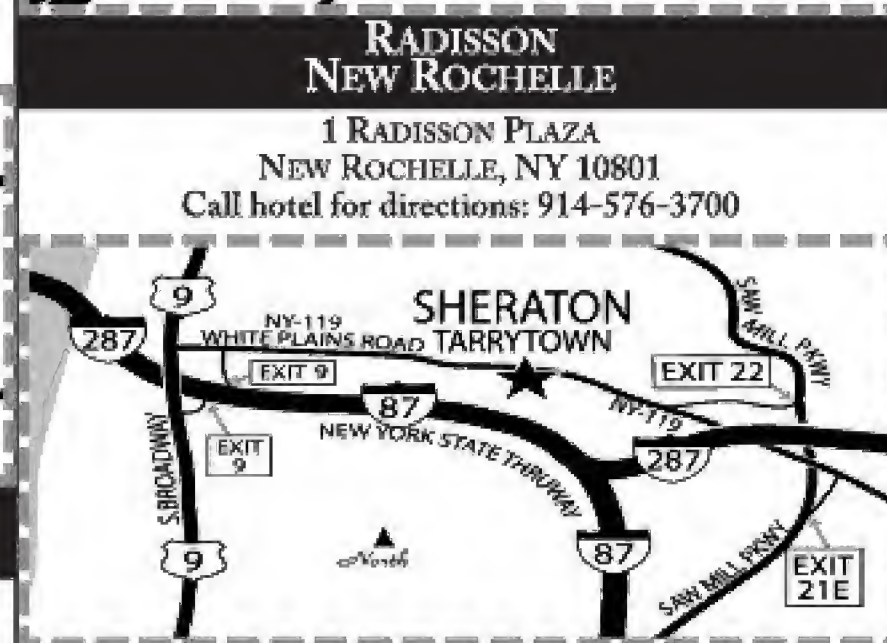 RADISSON
NEW ROCHELLE
1 RADISSON PLAZA
NEW ROCHELLE, NY 10801
Call hotel for directions: 914-576-3700
9
SHERATON
TARRYTOWN
287
NY-119
WHITE PLAINS ROAD
SAW MILL PKWY
EXIT 9
EXIT 22
87
NY-119
NEW YORK STATE THRUWAY
EXIT
9
S.BROADWAY
287
North
9
87
SAW MILL PKWY
EXIT
21E